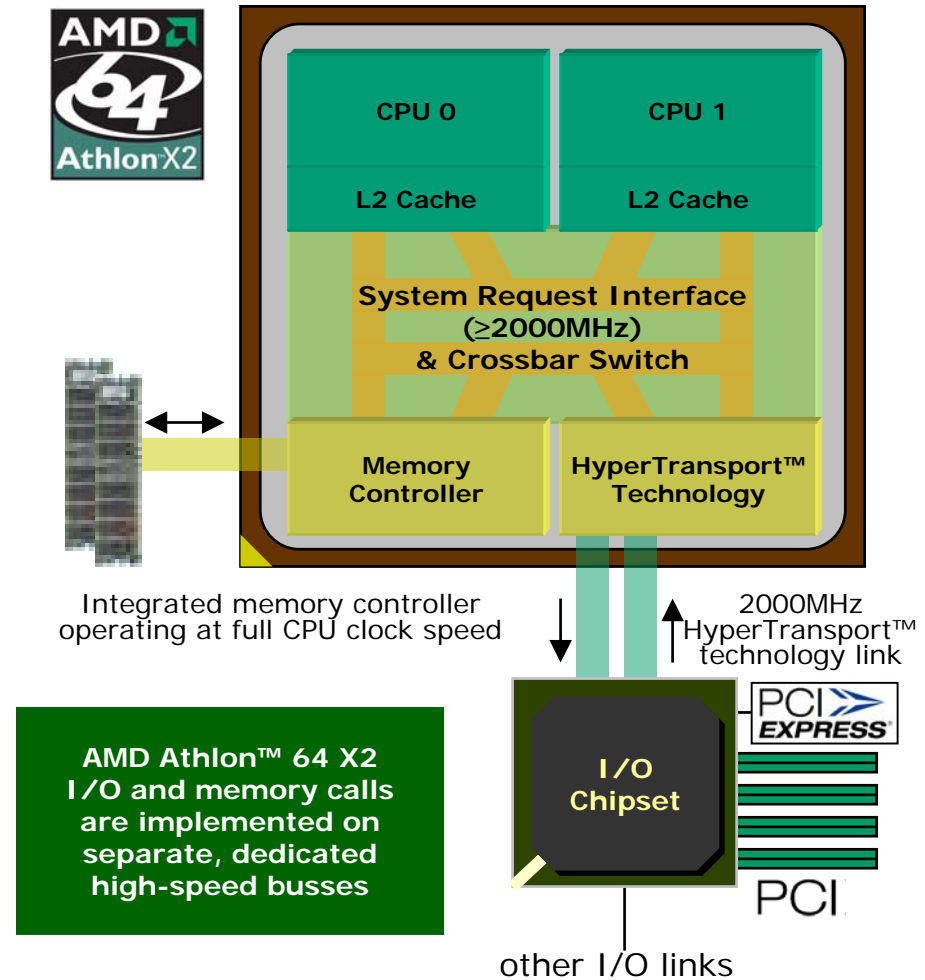 AMD
64
Athlon™X2
CPU 0
CPU 1
L2 Cache
L2 Cache
System Request Interface
(≥2000MHz)
& Crossbar Switch
Memory
Controller
HyperTransport™
Technology
Integrated memory controller
operating at full CPU clock speed
2000MHz
HyperTransport™
technology link
AMD Athlon™ 64 X2
I/O and memory calls
are implemented on
separate, dedicated
high-speed busses
I/O
Chipset
PCI
EXPRESS®
PCI
other I/O links